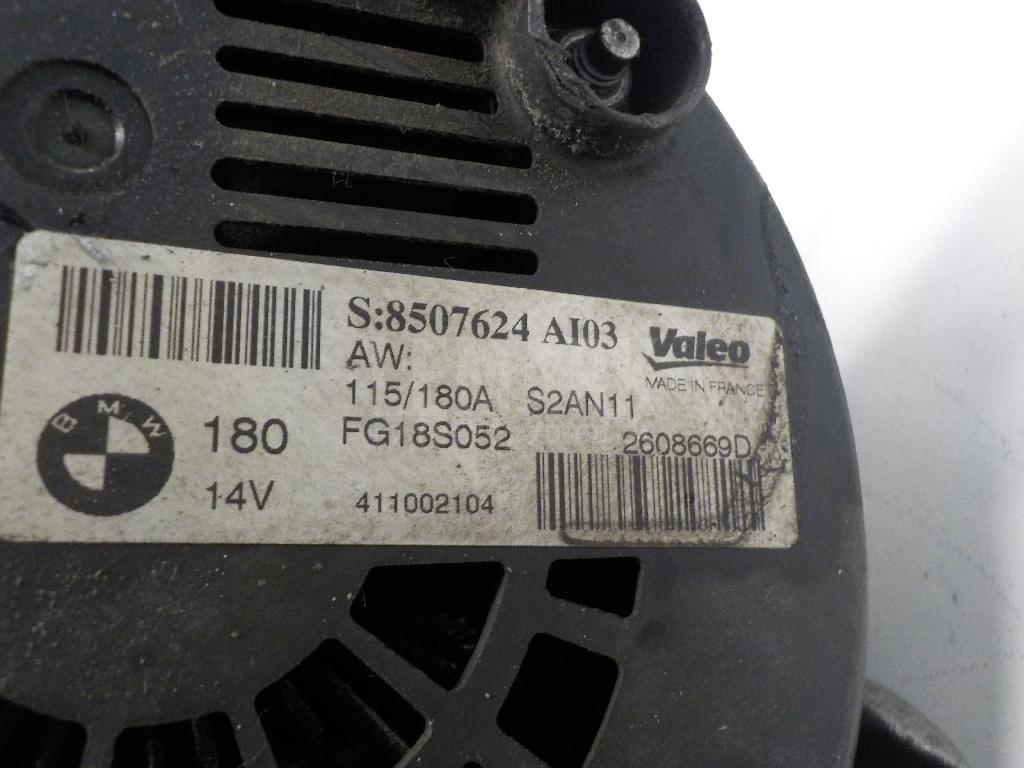 S:8507624 AI03
Valeo
MADE IN FRANCE
AW:
115/180A S2AN11
BMW
180
FG18S052
2608669D
14V
411002104